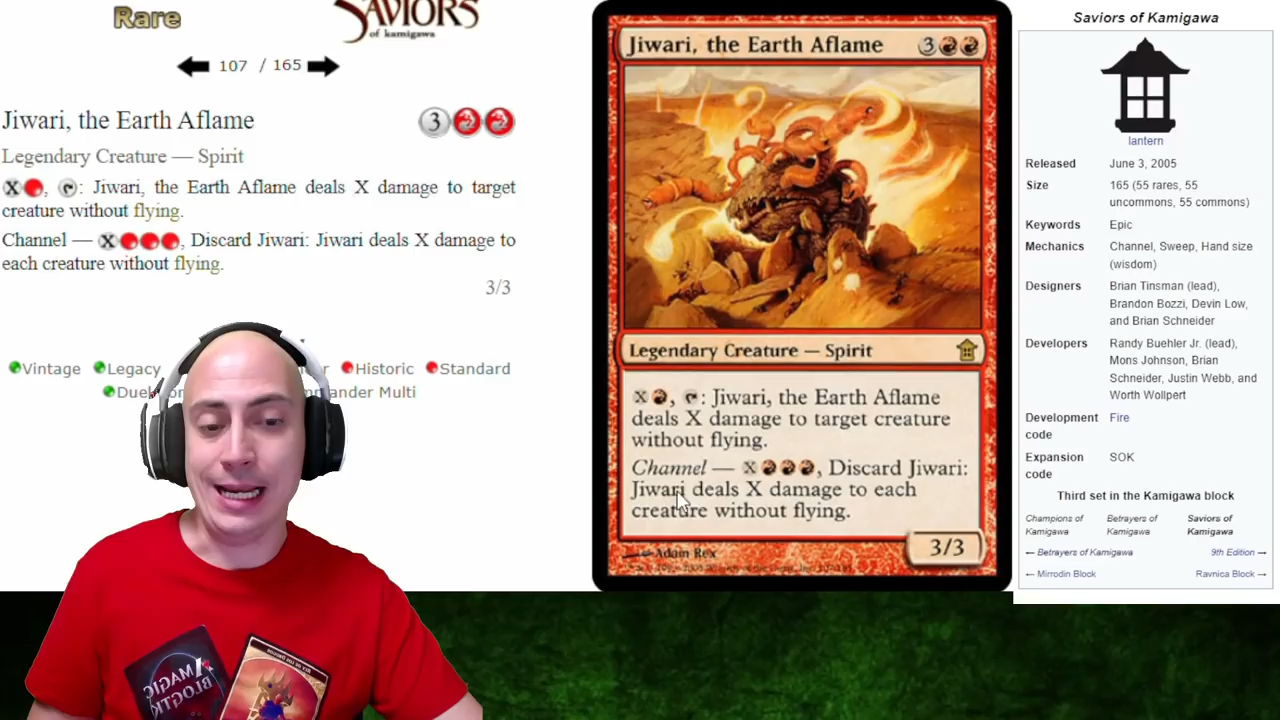 Rare
SAVIORS
of kamigawa
107 / 165
Jiwari, the Earth Aflame 3
Legendary Creature — Spirit
X , : Jiwari, the Earth Aflame deals X damage to target
creature without flying.
Channel — X , Discard Jiwari: Jiwari deals X damage to
each creature without flying.
3/3
Vintage Legacy Historic Standard
Commander Multi
Jiwari, the Earth Aflame 3
Legendary Creature — Spirit
X , : Jiwari, the Earth Aflame
deals X damage to target creature
without flying.
Channel — X , Discard Jiwari:
Jiwari deals X damage to each
creature without flying.
Adam Rex
3/3
Saviors of Kamigawa
lantern
Released June 3, 2005
Size 165 (55 rares, 55
uncommons, 55 commons)
Keywords Epic
Mechanics Channel, Sweep, Hand size
(wisdom)
Designers Brian Tinsman (lead),
Brandon Bozzi, Devin Low,
and Brian Schneider
Developers Randy Buehler Jr. (lead),
Mons Johnson, Brian
Schneider, Justin Webb, and
Worth Wollpert
Development Fire
code
Expansion SOK
code
Third set in the Kamigawa block
Champions of Betrayers of Saviors of
Kamigawa Kamigawa Kamigawa
← Betrayers of Kamigawa 9th Edition →
← Mirrodin Block Ravnica Block →
MAGIC
BLOGTK